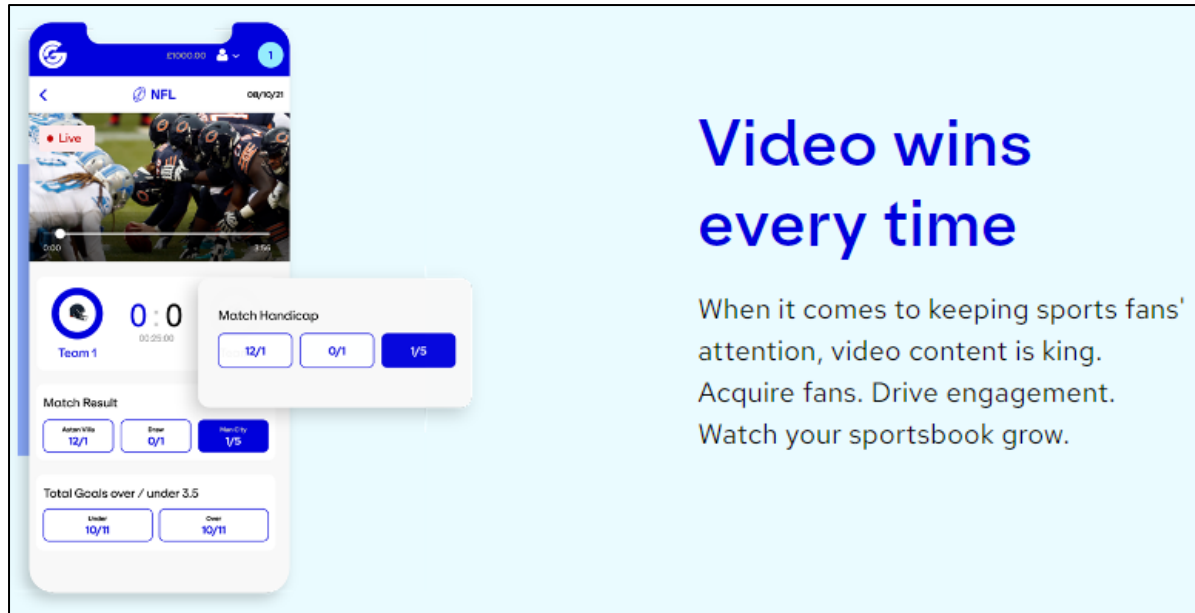 £1000.00
1
NFL
08/10/21
Live
0:00
3:56
0 : 0
00:25:00
Team 1
Match Handicap
12/1
0/1
1/5
Match Result
Aston Villa
12/1
Draw
0/1
Man City
1/5
Total Goals over / under 3.5
Under
10/11
Over
10/11
Video wins
every time
When it comes to keeping sports fans'
attention, video content is king.
Acquire fans. Drive engagement.
Watch your sportsbook grow.